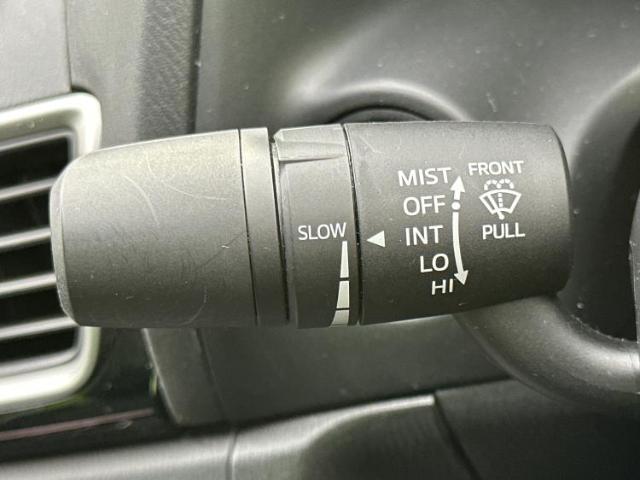 MIST
OFF
INT
LO
HI
FRONT
PULL
SLOW